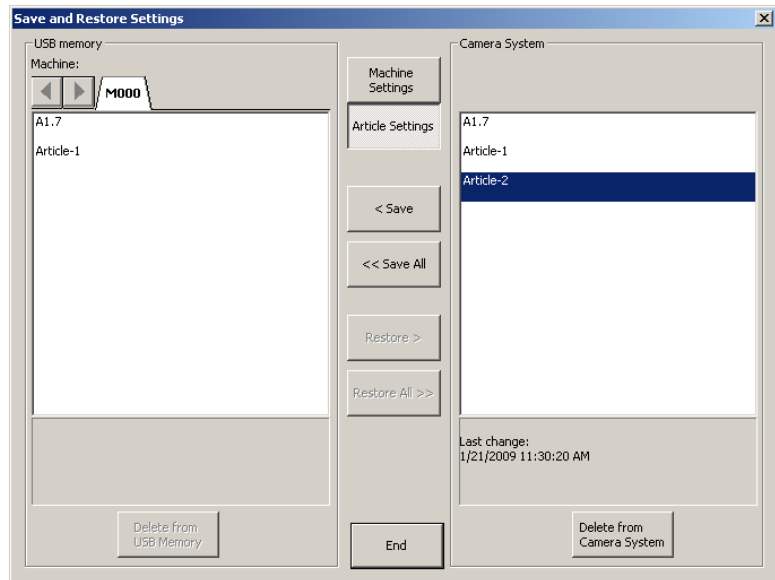 Save and Restore Settings
USB memory
Machine:
M000
A1.7
Article-1
Delete from
USB Memory
Machine
Settings
Article Settings
< Save
<< Save All
Restore >
Restore All >>
End
Camera System
A1.7
Article-1
Article-2
Last change:
1/21/2009 11:30:20 AM
Delete from
Camera System